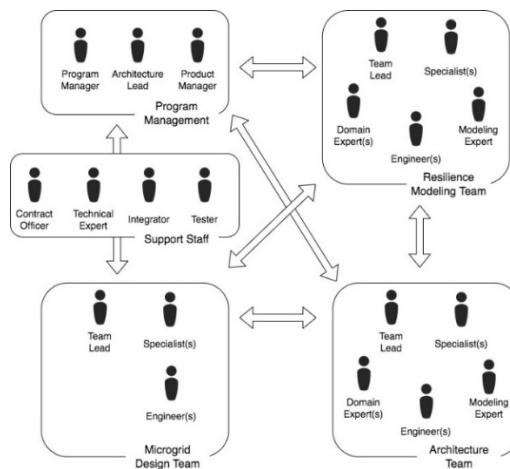 Program
Manager
Architecture
Lead
Product
Manager
Program
Management
Team
Lead
Specialist(s)
Domain
Expert(s)
Engineer(s)
Modeling
Expert
Resilience
Modeling Team
Contract
Officer
Technical
Expert
Integrator
Tester
Support Staff
Team
Lead
Specialist(s)
Engineer(s)
Microgrid
Design Team
Team
Lead
Specialist(s)
Domain
Expert(s)
Engineer(s)
Modeling
Expert
Architecture
Team